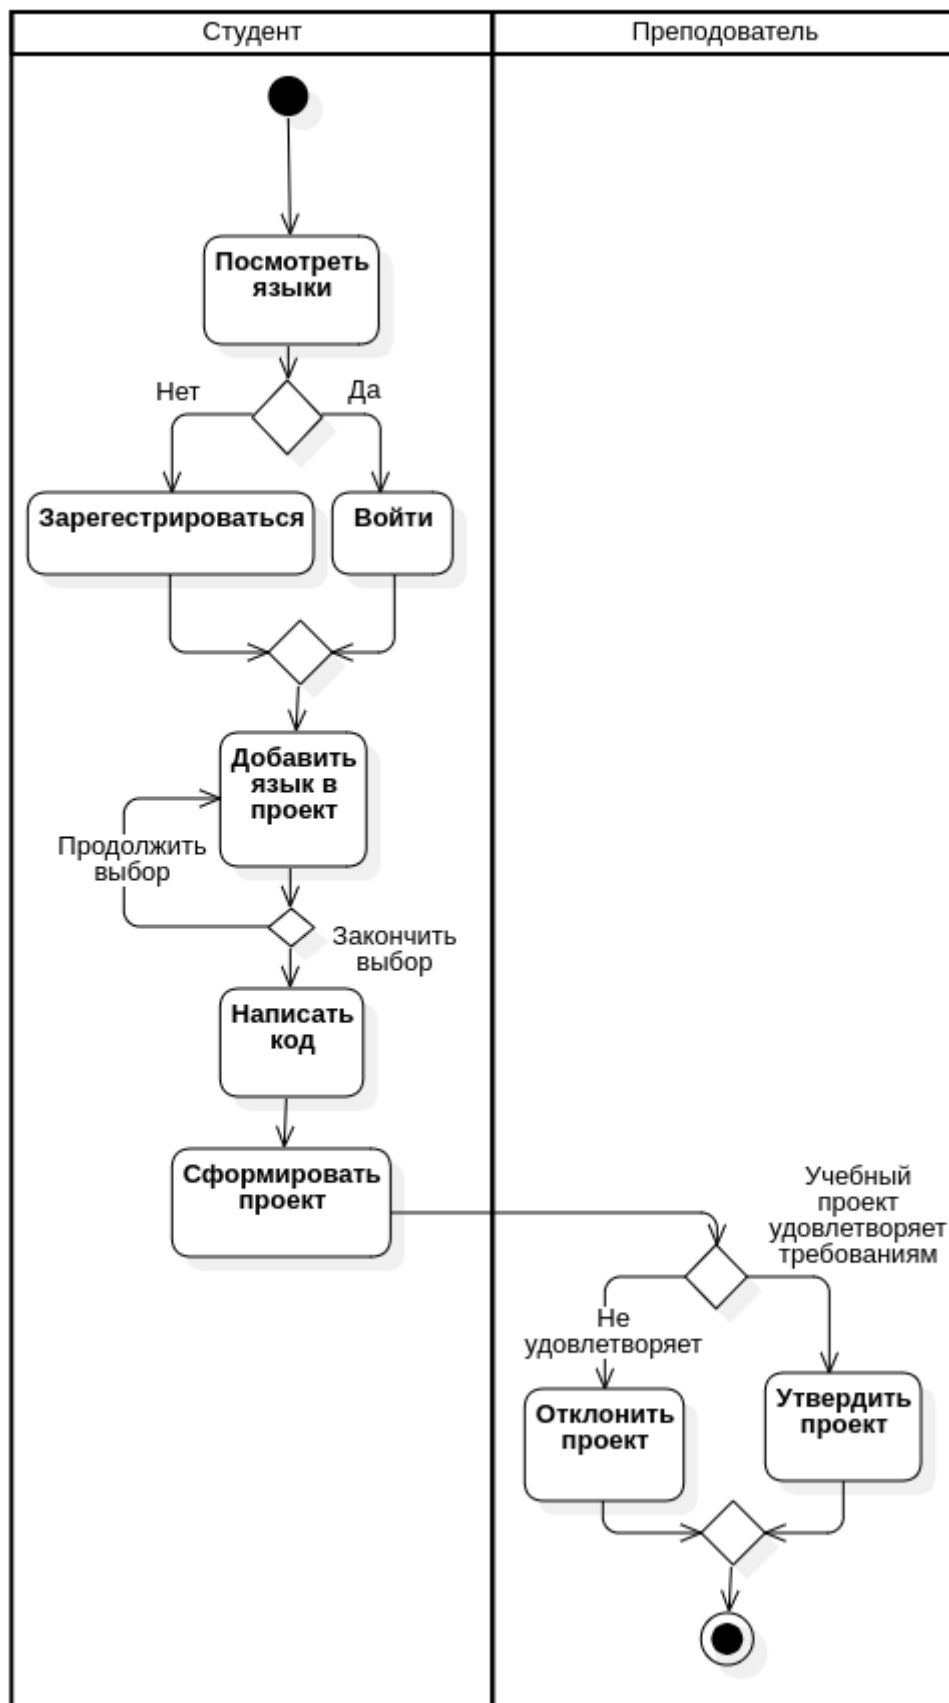 Студент
Преподователь
Посмотреть
языки
Нет
Да
Зарегестрироваться
Войти
Добавить
язык в
проект
Продолжить
выбор
Закончить
выбор
Написать
код
Сформировать
проект
Учебный
проект
удовлетворяет
требованиям
Не
удовлетворяет
Отклонить
проект
Утвердить
проект